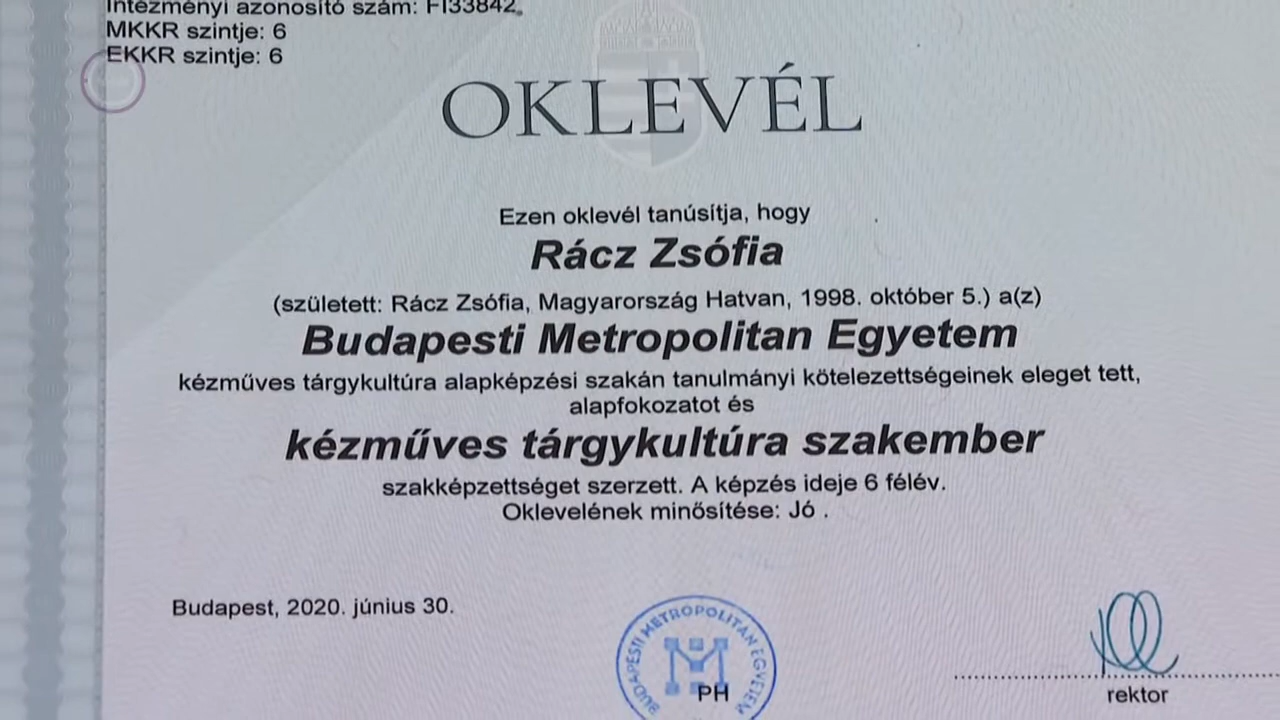 Intézményi azonosító szám: FI33842
MKKR szintje: 6
EKKR szintje: 6
OKLEVÉL
Ezen oklevél tanúsítja, hogy
Rácz Zsófia
(született: Rácz Zsófia, Magyarország Hatvan, 1998. október 5.) a(z)
Budapesti Metropolitan Egyetem
kézműves tárgykultúra alapképzési szakán tanulmányi kötelezettségeinek eleget tett,
alapfokozatot és
kézműves tárgykultúra szakember
szakképzettséget szerzett. A képzés ideje 6 félév.
Oklevelének minősítése: Jó .
Budapest, 2020. június 30.
BUDAPESTI METROPOLITAN EGYETEM
PH
rektor